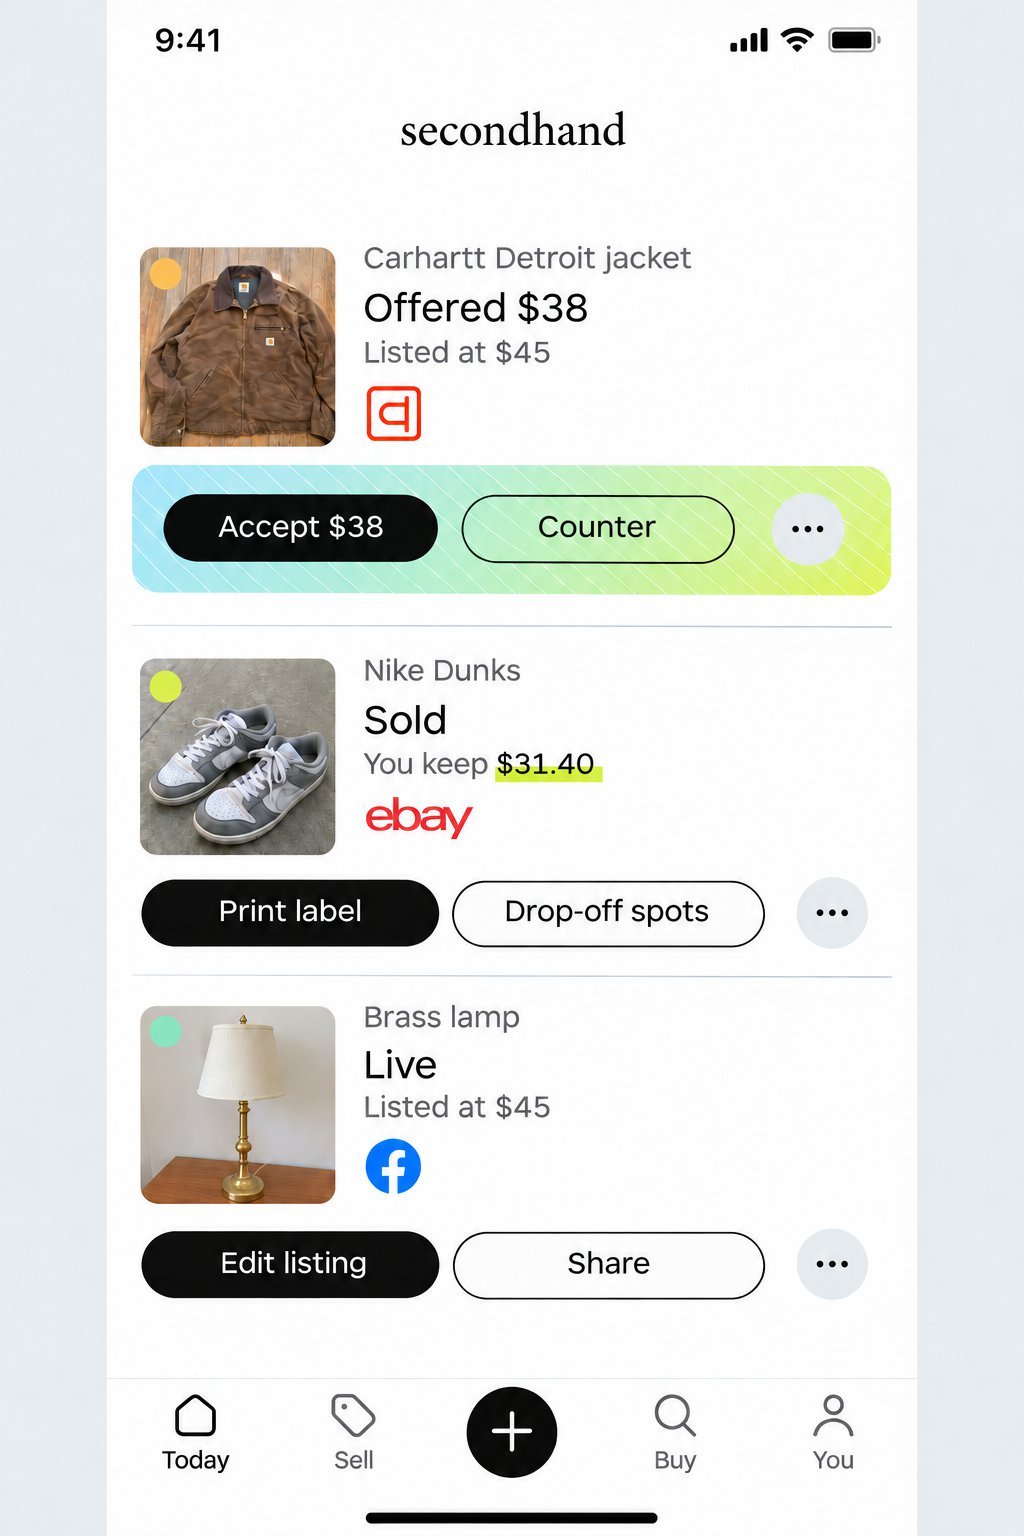 9:41
secondhand
Carhartt Detroit jacket
Offered $38
Listed at $45
Accept $38
Counter
Nike Dunks
Sold
You keep $31.40
ebay
Print label
Drop-off spots
Brass lamp
Live
Listed at $45
Edit listing
Share
Today
Sell
Buy
You